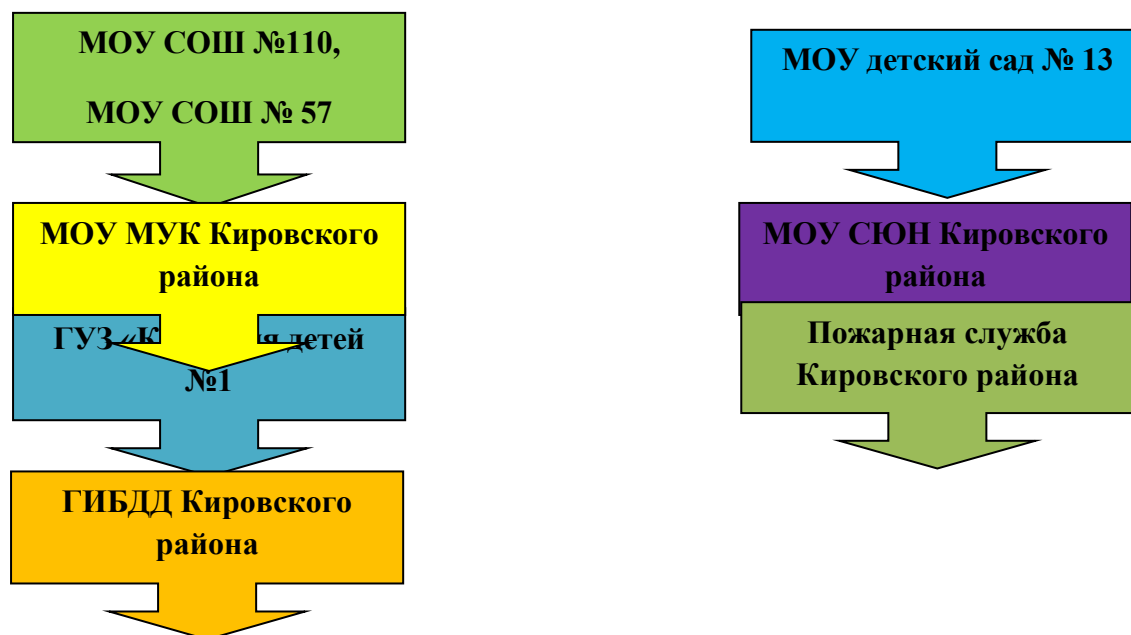 МОУ СОШ №110,
МОУ СОШ № 57
МОУ МУК Кировского
района
ГУЗ детей
№1
ГИБДД Кировского
района
МОУ детский сад № 13
МОУ СЮН Кировского
района
Пожарная служба
Кировского района